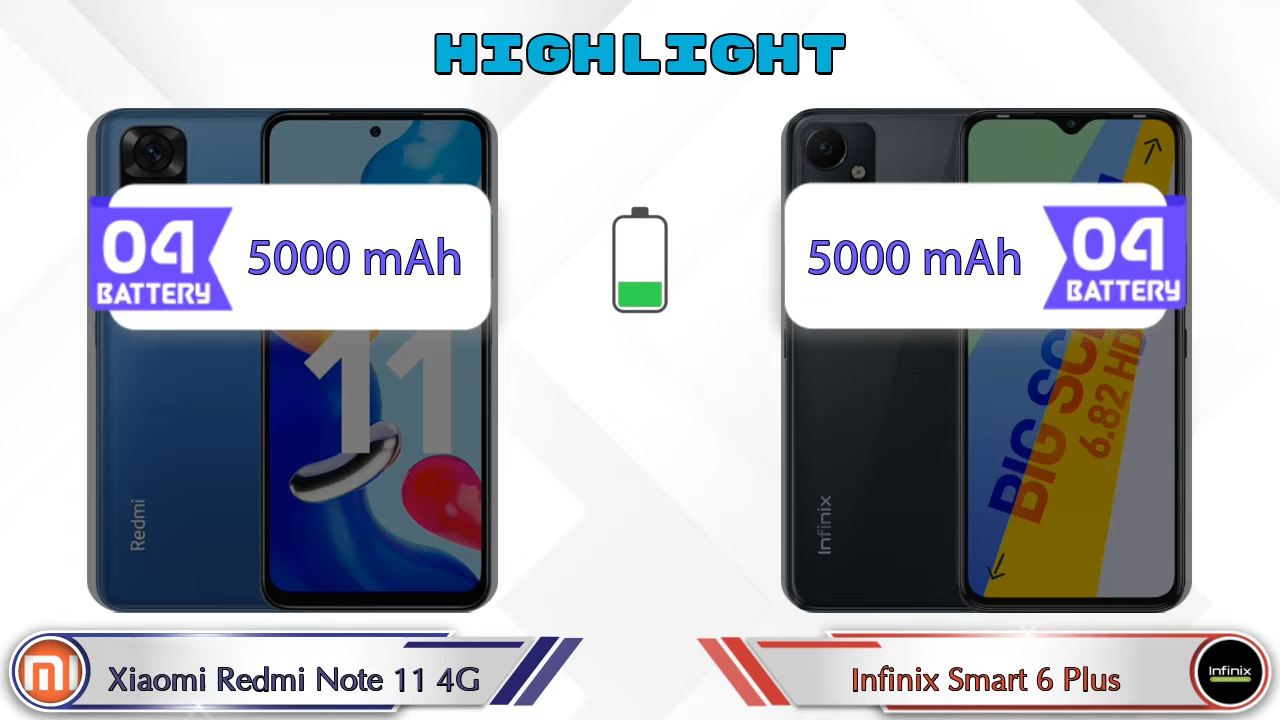 HIGHLIGHT
04
BATTERY
5000 mAh
5000 mAh
04
BATTERY
11
Redmi
BIG SC
6.82 HD
Infinix
Xiaomi Redmi Note 11 4G
Infinix Smart 6 Plus
Infinix